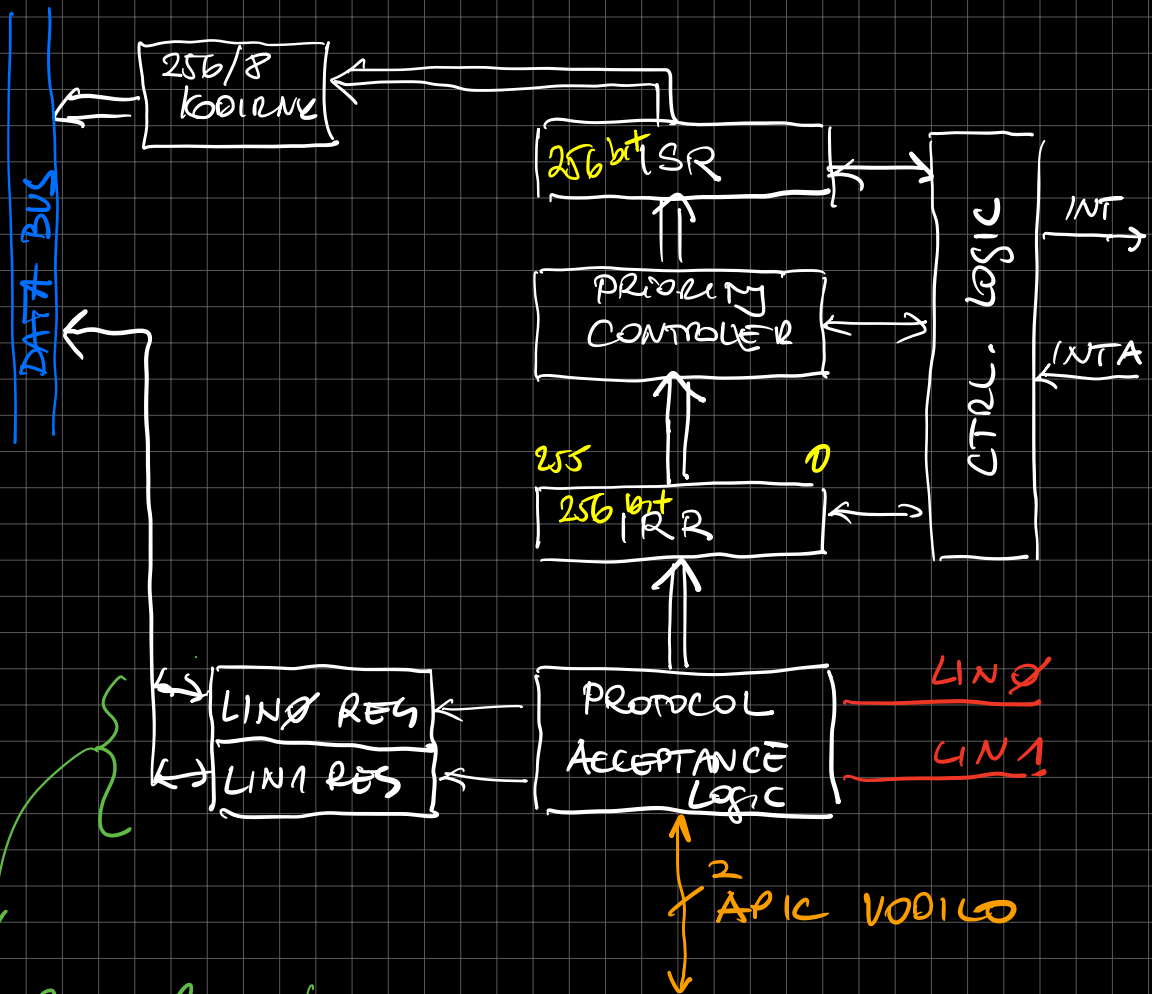 256/8
KODIRNIK
DATA BUS
256 bit ISR
PRIORITY
CONTROLER
CTRL. LOGIC
INT
INTA
255
0
256 bit
IRR
LINØ REG
LIN1 REG
PROTOCOL
ACCEPTANCE
LOGIC
LINØ
LIN1
2
APIC VODILO